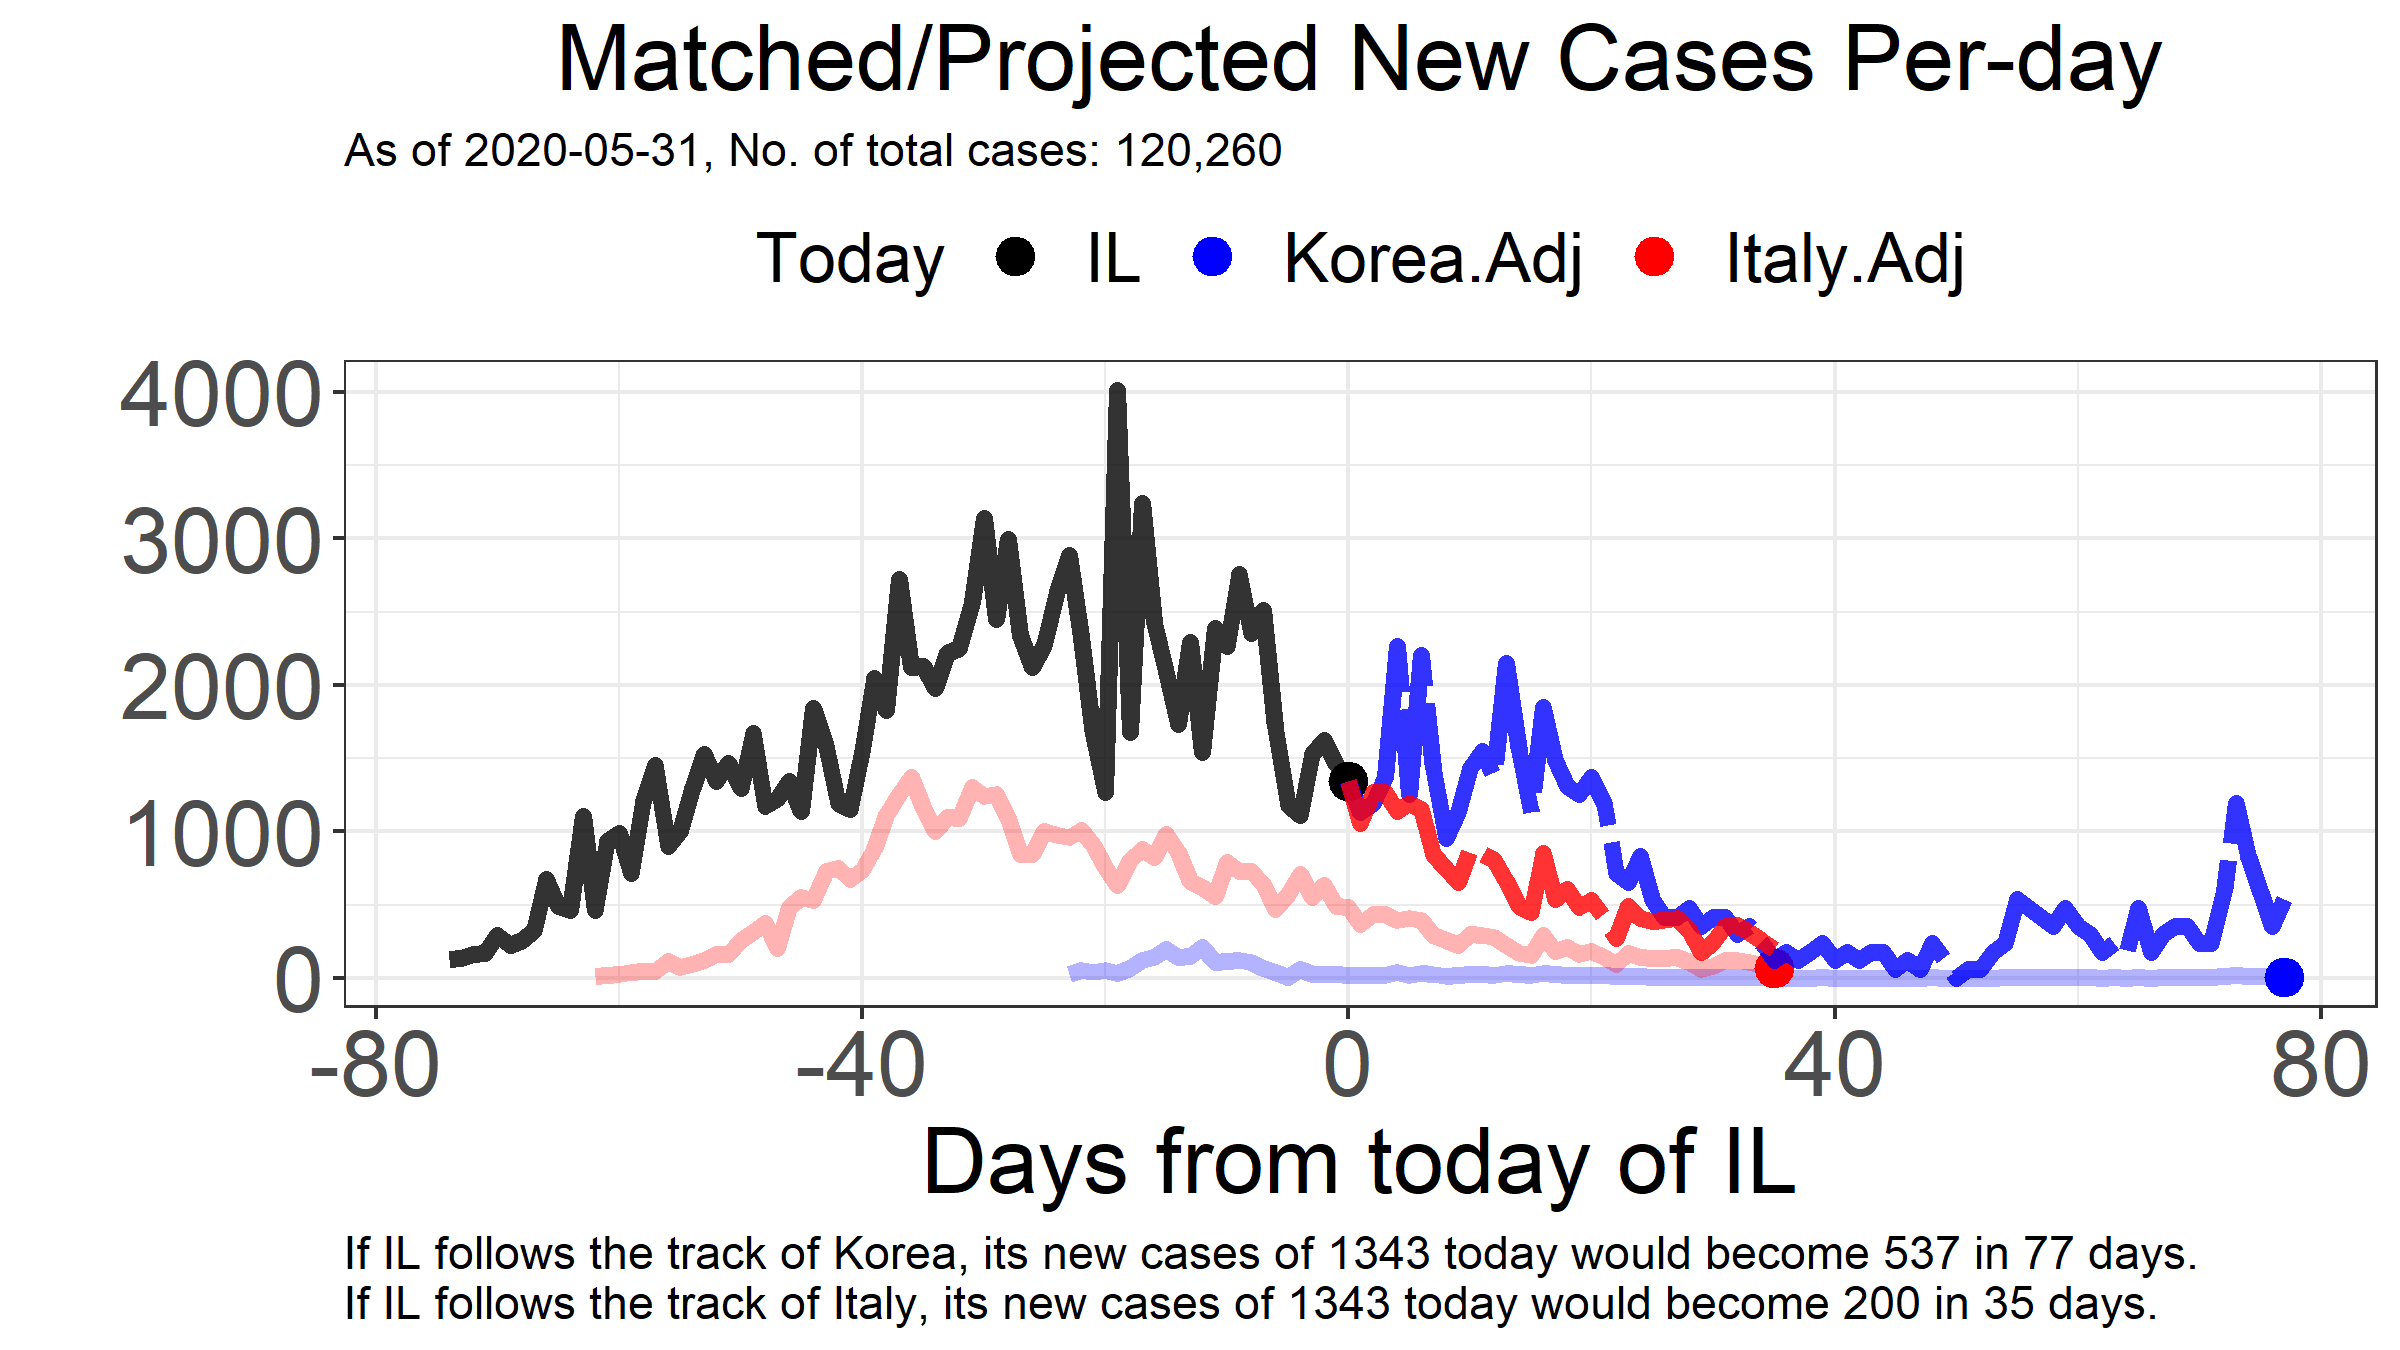 Matched/Projected New Cases Per-day
As of 2020-05-31, No. of total cases: 120,260
Today IL Korea.Adj Italy.Adj
4000
3000
2000
1000
0
-80 -40 0 40 80
Days from today of IL
If IL follows the track of Korea, its new cases of 1343 today would become 537 in 77 days.
If IL follows the track of Italy, its new cases of 1343 today would become 200 in 35 days.